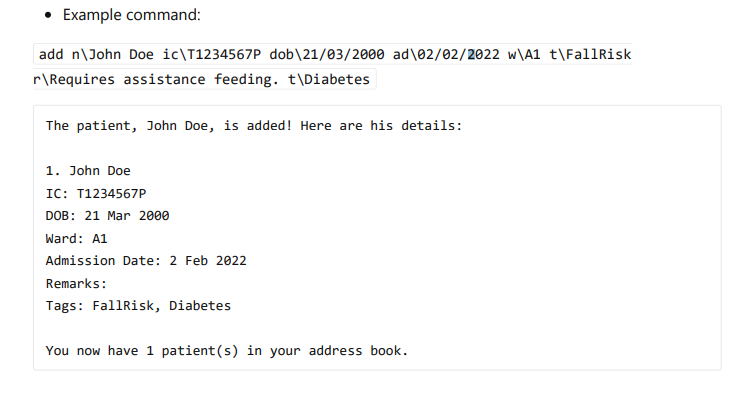 Example command:
add n\John Doe ic\T1234567P dob\21/03/2000 ad\02/02/2022 w\A1 t\FallRisk
r\Requires assistance feeding. t\Diabetes
The patient, John Doe, is added! Here are his details:
1. John Doe
IC: T1234567P
DOB: 21 Mar 2000
Ward: A1
Admission Date: 2 Feb 2022
Remarks:
Tags: FallRisk, Diabetes
You now have 1 patient(s) in your address book.